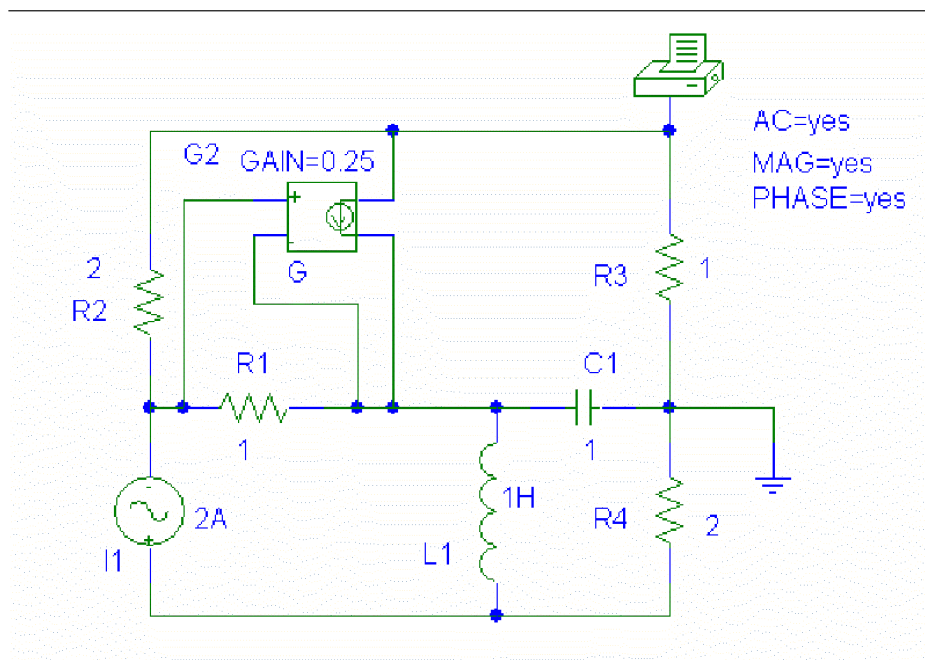 AC=yes
G2 GAIN=0.25
MAG=yes
PHASE=yes
+
-
2
R2
G
R3
1
R1
1
C1
1
-
2A
+
I1
1H
L1
R4
2